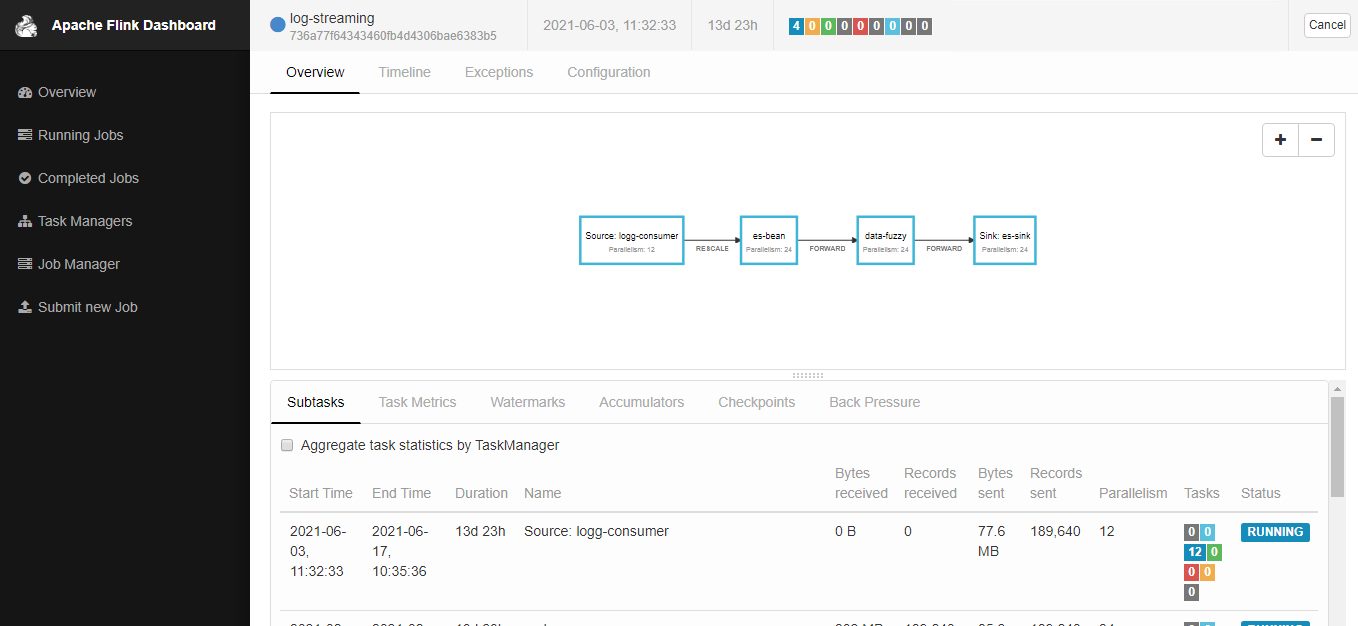 Apache Flink Dashboard
log-streaming
736a77f64343460fb4d4306bae6383b5
2021-06-03, 11:32:33
13d 23h
4 0 0 0 0 0 0 0 0
Cancel
Overview
Running Jobs
Completed Jobs
Task Managers
Job Manager
Submit new Job
Overview Timeline Exceptions Configuration
+ −
Source: logg-consumer
Parallelism: 12
RESCALE
es-bean
Parallelism: 24
FORWARD
data-fuzzy
Parallelism: 24
FORWARD
Sink: es-sink
Parallelism: 24
Subtasks Task Metrics Watermarks Accumulators Checkpoints Back Pressure
Aggregate task statistics by TaskManager
Start Time End Time Duration Name Bytes received Records received Bytes sent Records sent Parallelism Tasks Status
2021-06-03, 11:32:33 2021-06-17, 10:35:36 13d 23h Source: logg-consumer 0 B 0 77.6 MB 189,640 12
0 0
12 0
0 0
0
RUNNING